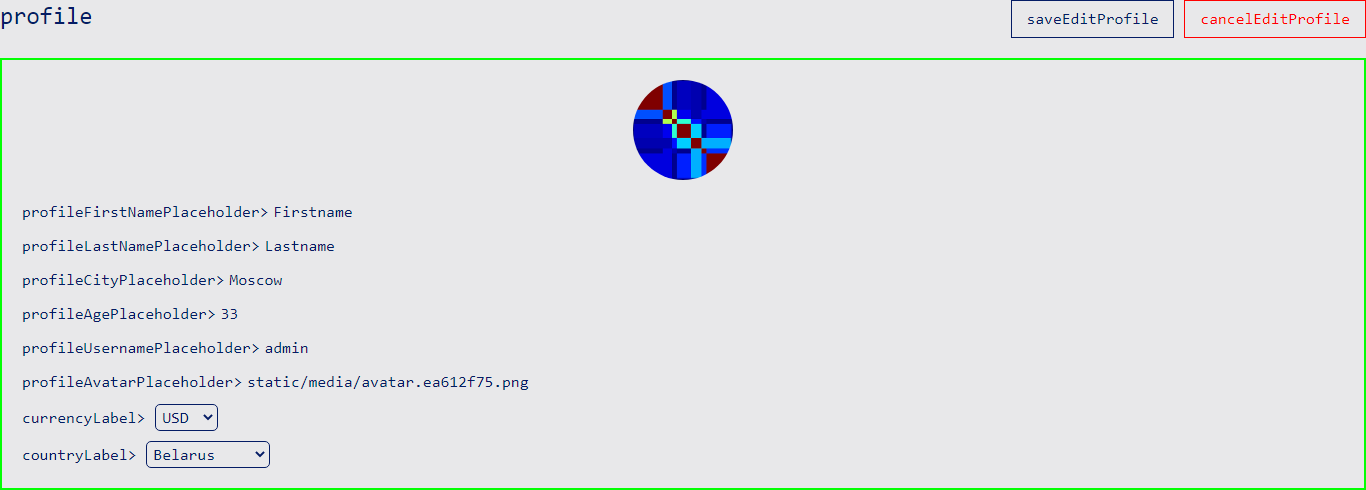 profile
saveEditProfile
cancelEditProfile
profileFirstNamePlaceholder> Firstname
profileLastNamePlaceholder> Lastname
profileCityPlaceholder> Moscow
profileAgePlaceholder> 33
profileUsernamePlaceholder> admin
profileAvatarPlaceholder> static/media/avatar.ea612f75.png
currencyLabel> USD
countryLabel> Belarus